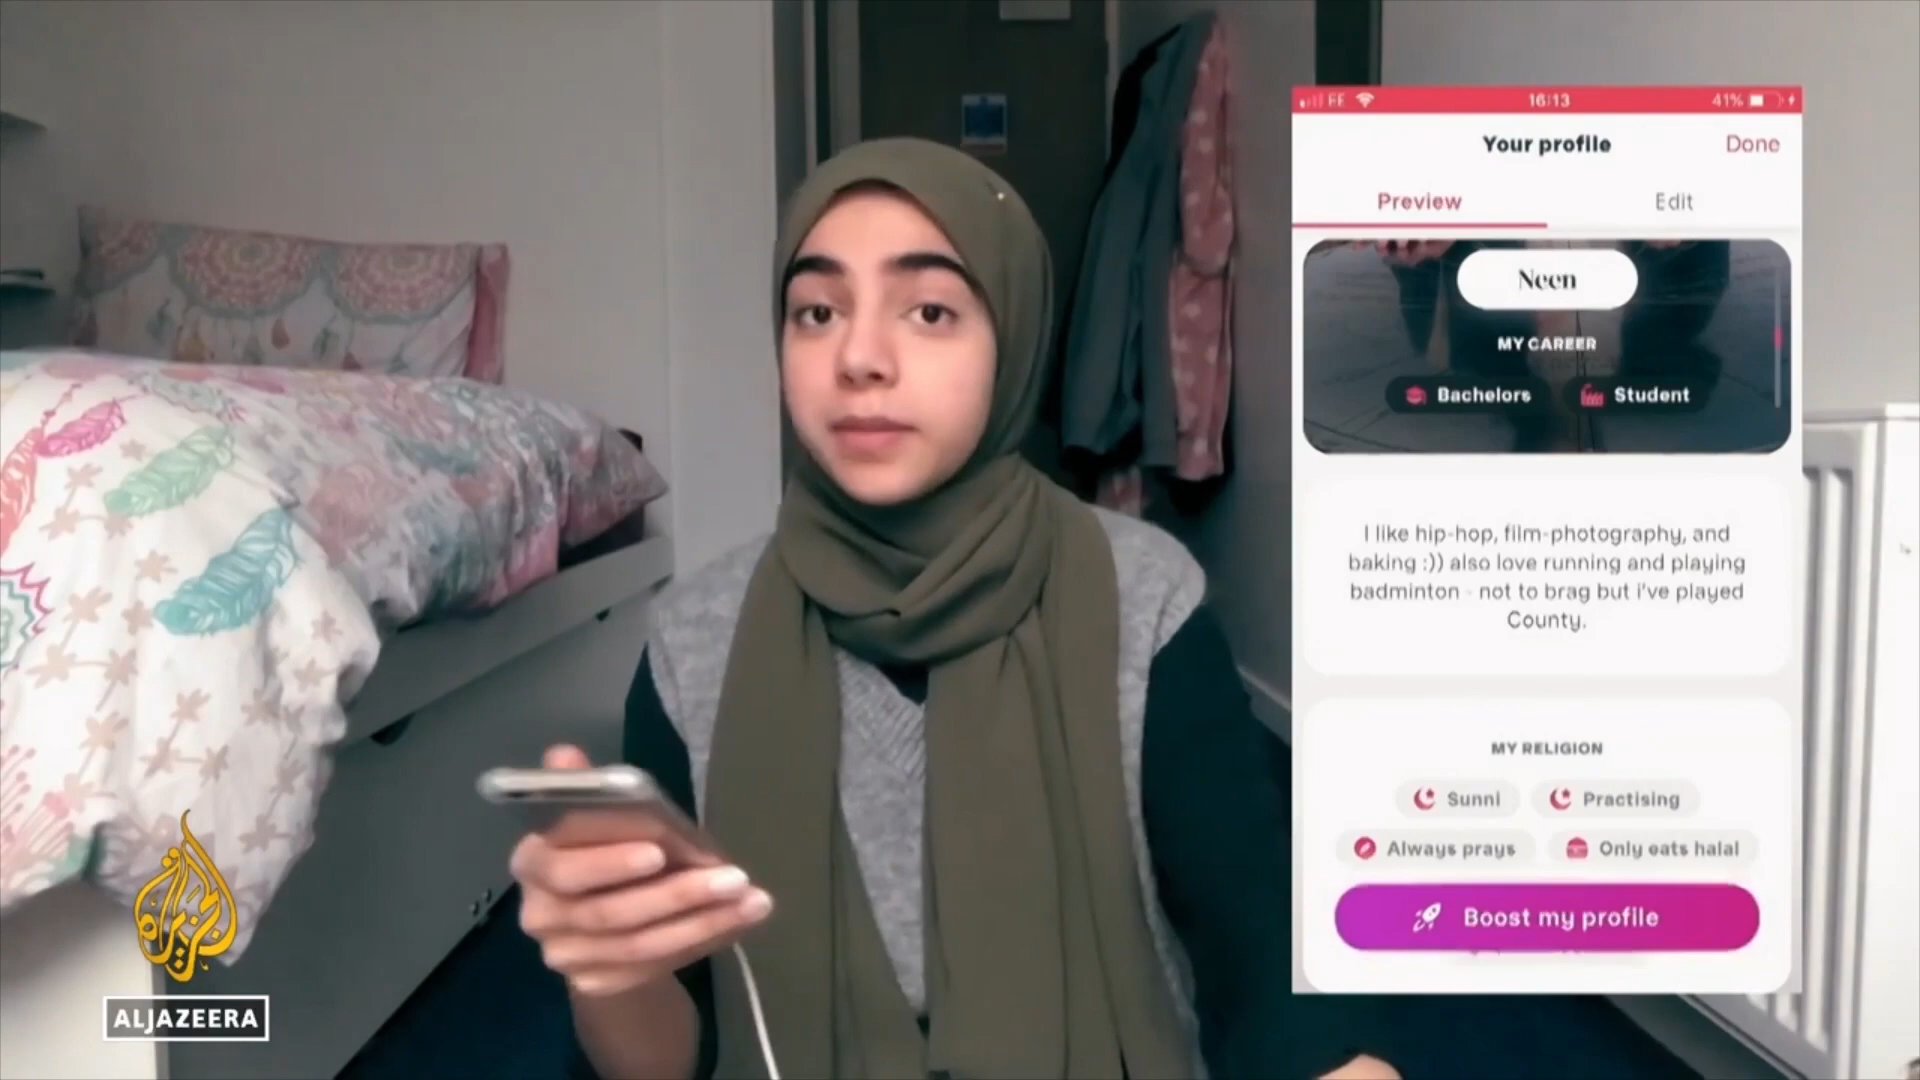 EE
16:13
41%
Your profile
Done
Preview
Edit
Neen
MY CAREER
Bachelors
Student
I like hip-hop, film-photography, and
baking :)) also love running and playing
badminton - not to brag but i've played
County.
MY RELIGION
Sunni
Practising
Always prays
Only eats halal
Boost my profile
الجزيرة
ALJAZEERA